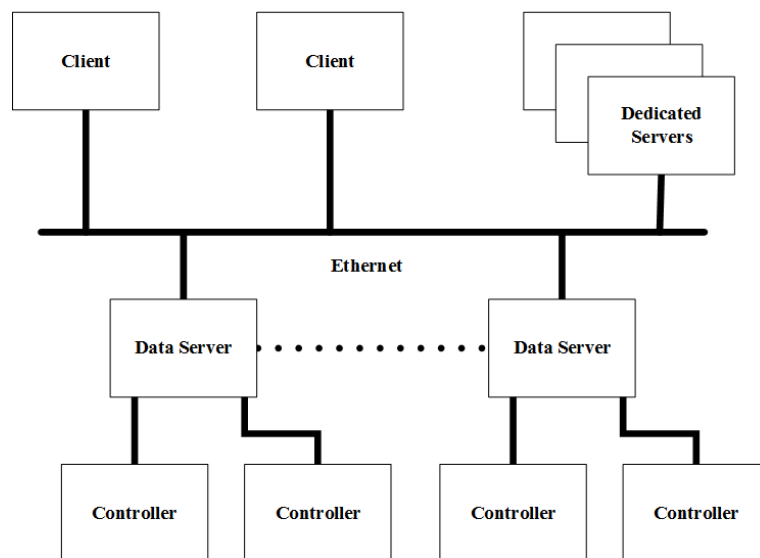 Client
Client
Dedicated
Servers
Ethernet
Data Server
Data Server
Controller
Controller
Controller
Controller